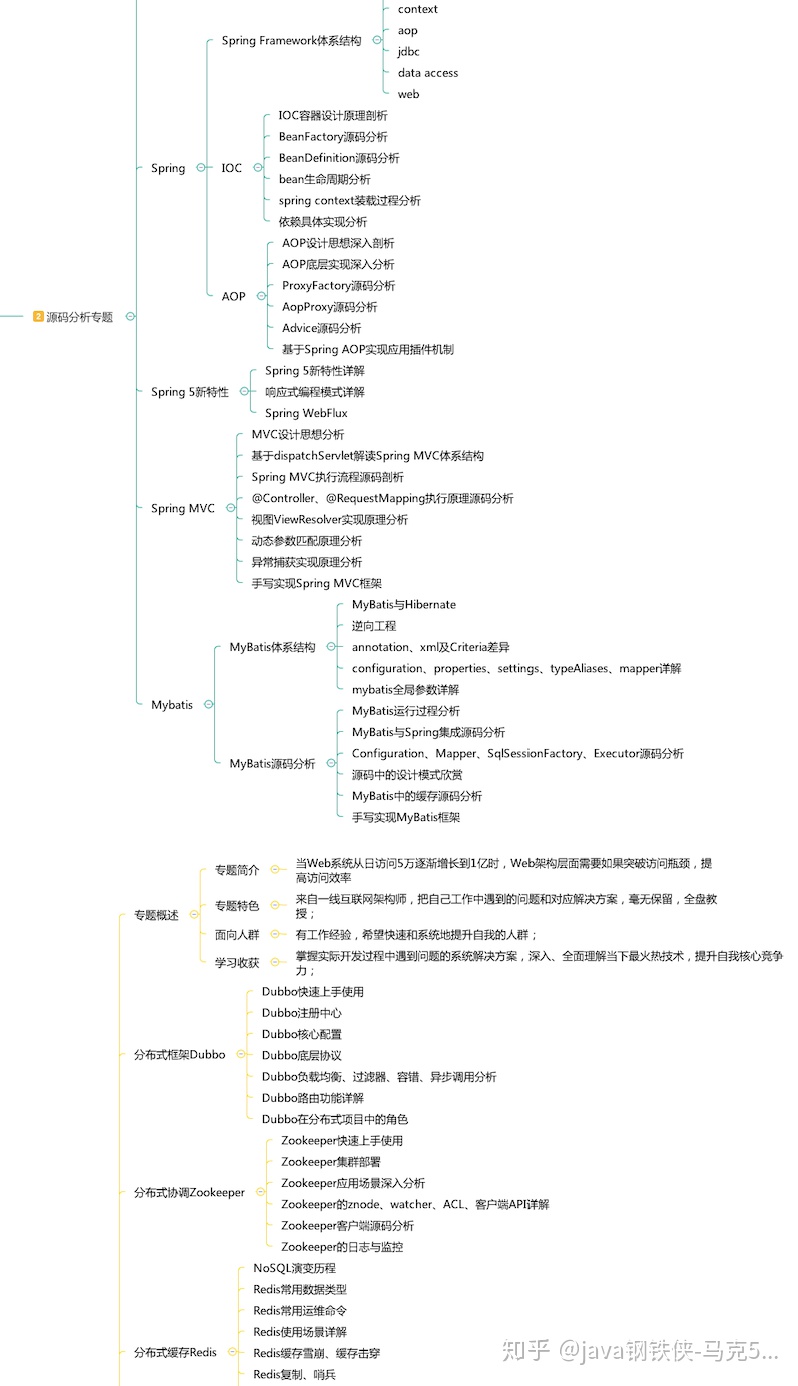 context
Spring Framework体系结构
aop
jdbc
data access
web
IOC容器设计原理剖析
BeanFactory源码分析
BeanDefinition源码分析
Spring
IOC
bean生命周期分析
spring context装载过程分析
依赖具体实现分析
AOP设计思想深入剖析
AOP底层实现深入分析
ProxyFactory源码分析
AOP
AopProxy源码分析
2 源码分析专题
Advice源码分析
基于Spring AOP实现应用插件机制
Spring 5新特性详解
Spring 5新特性
响应式编程模式详解
Spring WebFlux
MVC设计思想分析
基于dispatchServlet解读Spring MVC体系结构
Spring MVC执行流程源码剖析
@Controller、@RequestMapping执行原理源码分析
Spring MVC
视图ViewResolver实现原理分析
动态参数匹配原理分析
异常捕获实现原理分析
手写实现Spring MVC框架
MyBatis与Hibernate
逆向工程
MyBatis体系结构
annotation、xml及Criteria差异
configuration、properties、settings、typeAliases、mapper详解
mybatis全局参数详解
Mybatis
MyBatis运行过程分析
MyBatis与Spring集成源码分析
Configuration、Mapper、SqlSessionFactory、Executor源码分析
MyBatis源码分析
源码中的设计模式欣赏
MyBatis中的缓存源码分析
手写实现MyBatis框架
专题简介
当Web系统从日访问5万逐渐增长到1亿时，Web架构层面需要如果突破访问瓶颈，提
高访问效率
专题概述
专题特色
来自一线互联网架构师，把自己工作中遇到的问题和对应解决方案，毫无保留，全盘教
授；
面向人群
有工作经验，希望快速和系统地提升自我的人群；
学习收获
掌握实际开发过程中遇到问题的系统解决方案，深入、全面理解当下最火热技术，提升自我核心竞争
力；
Dubbo快速上手使用
Dubbo注册中心
Dubbo核心配置
分布式框架Dubbo
Dubbo底层协议
Dubbo负载均衡、过滤器、容错、异步调用分析
Dubbo路由功能详解
Dubbo在分布式项目中的角色
Zookeeper快速上手使用
Zookeeper集群部署
Zookeeper应用场景深入分析
分布式协调Zookeeper
Zookeeper的znode、watcher、ACL、客户端API详解
Zookeeper客户端源码分析
Zookeeper的日志与监控
NoSQL演变历程
Redis常用数据类型
Redis常用运维命令
Redis使用场景详解
分布式缓存Redis
Redis缓存雪崩、缓存击穿
Redis复制、哨兵
知乎 @java钢铁侠-马克5...